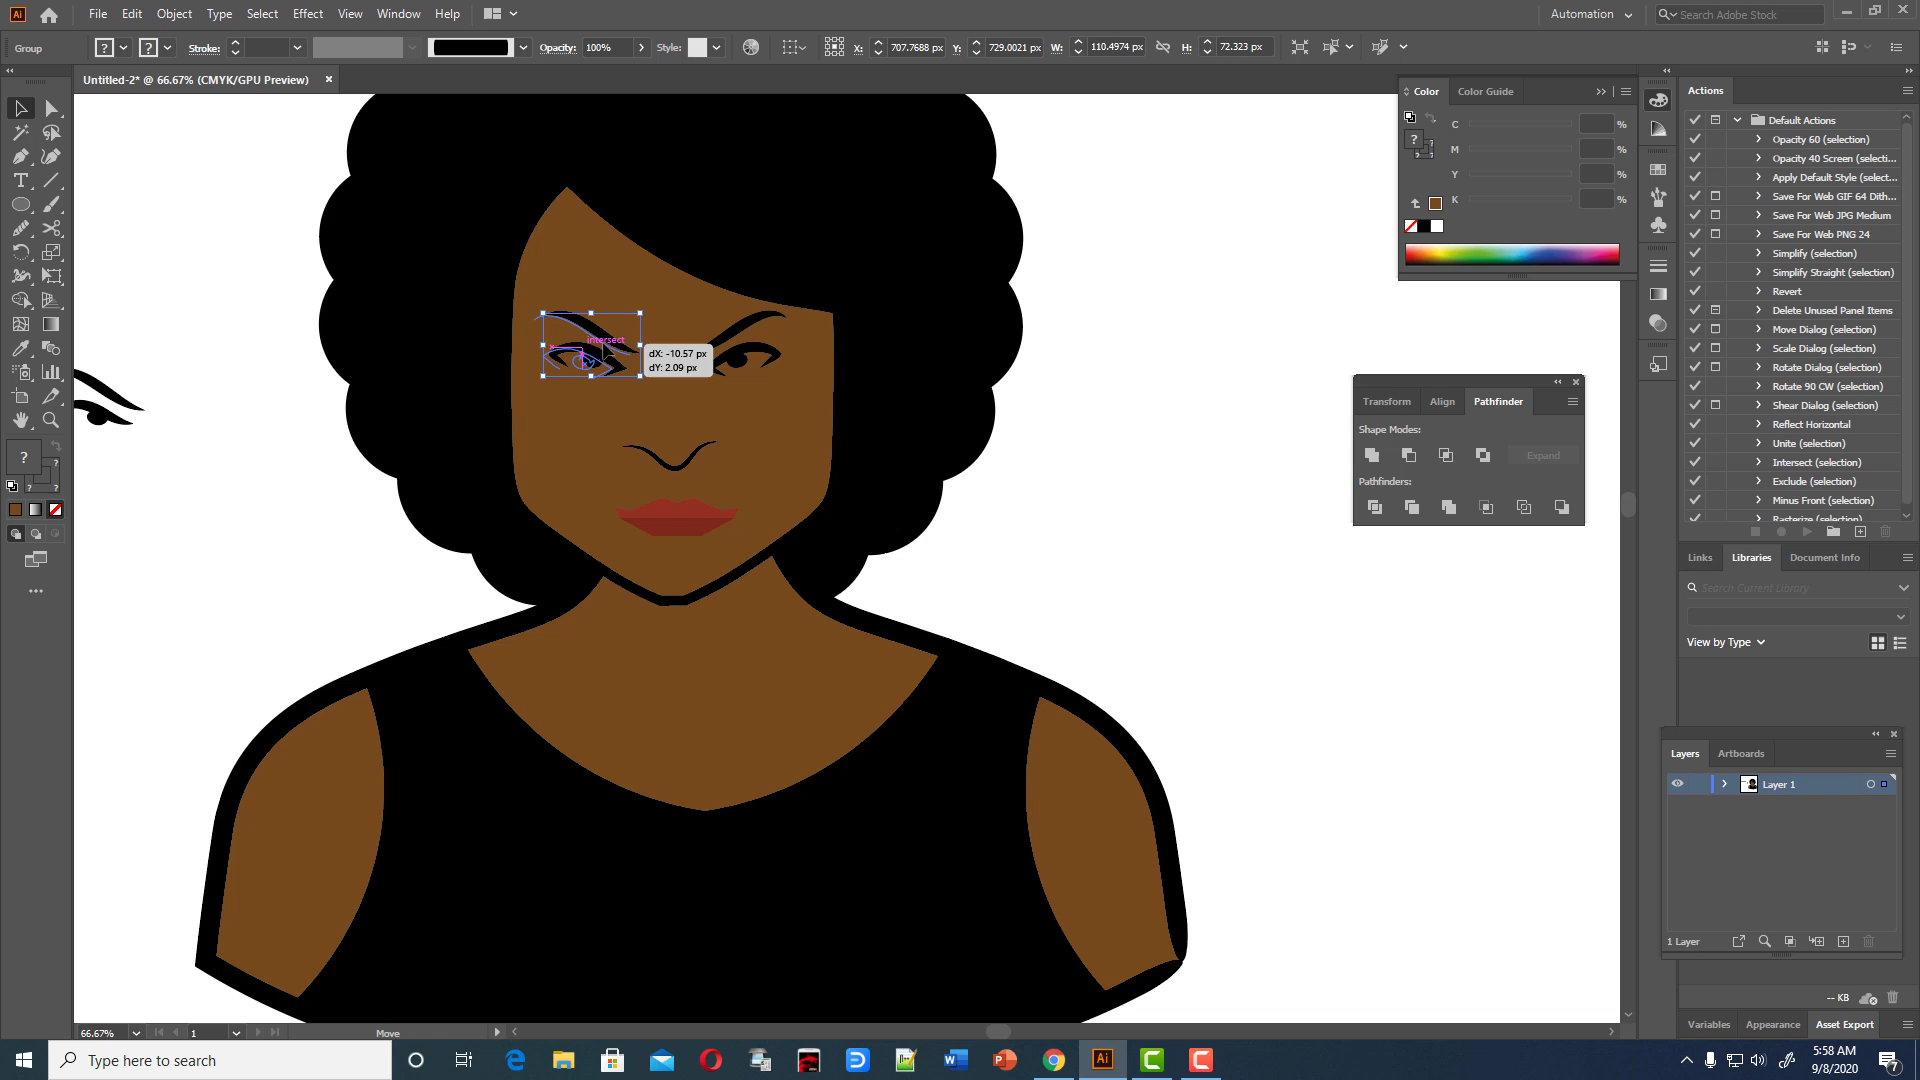 Ai File Edit Object Type Select Effect View Window Help Automation Search Adobe Stock
Group ? ? Stroke: Opacity: 100% Style: X: 707.7688 px Y: 729.0021 px W: 110.4974 px H: 72.323 px
Untitled-2* @ 66.67% (CMYK/GPU Preview)
Color Color Guide
C %
M %
Y %
K %
?
Actions
Default Actions
Opacity 60 (selection)
Opacity 40 Screen (selecti...
Apply Default Style (select...
Save For Web GIF 64 Dith...
Save For Web JPG Medium
Save For Web PNG 24
Simplify (selection)
Simplify Straight (selection)
Revert
Delete Unused Panel Items
Move Dialog (selection)
Scale Dialog (selection)
Rotate Dialog (selection)
Rotate 90 CW (selection)
Shear Dialog (selection)
Reflect Horizontal
Unite (selection)
Intersect (selection)
Exclude (selection)
Minus Front (selection)
Rasterize (selection)
intersect
dX: -10.57 px
dY: 2.09 px
Transform Align Pathfinder
Shape Modes:
Expand
Pathfinders:
Links Libraries Document Info
Search Current Library
View by Type
Layers Artboards
Layer 1
1 Layer
-- KB
Variables Appearance Asset Export
66.67% 1 Move
Type here to search
5:58 AM
9/8/2020
7